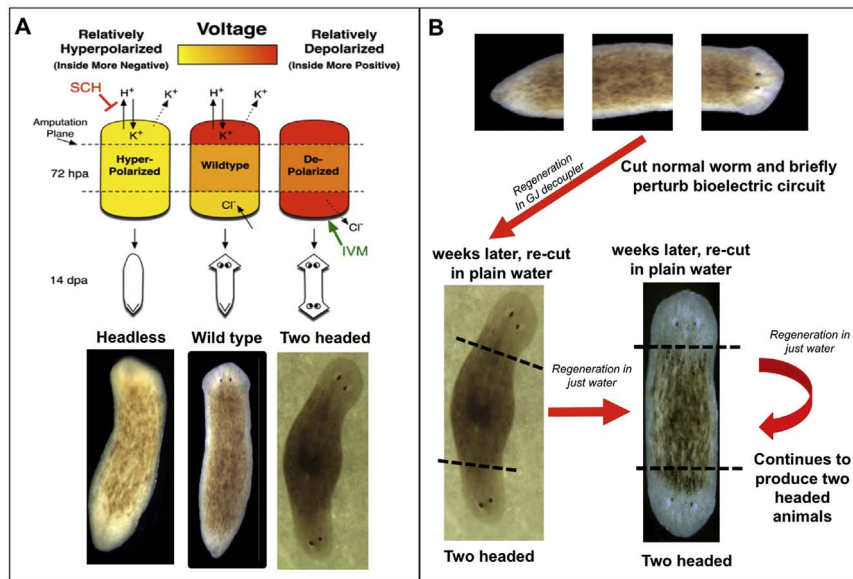 A
Relatively
Hyperpolarized
(Inside More Negative)
Voltage
Relatively
Depolarized
(Inside More Positive)
SCH
H+
K+
H+
K+
Amputation
Plane
K+
K+
72 hpa
Hyper-
Polarized
Wildtype
De-
Polarized
Cl-
Cl-
IVM
14 dpa
Headless
Wild type
Two headed
B
Cut normal worm and briefly
perturb bioelectric circuit
Regeneration
In GJ decoupler
weeks later, re-cut
in plain water
weeks later, re-cut
in plain water
Regeneration in
just water
Regeneration in
just water
Continues to
produce two
headed
animals
Two headed
Two headed